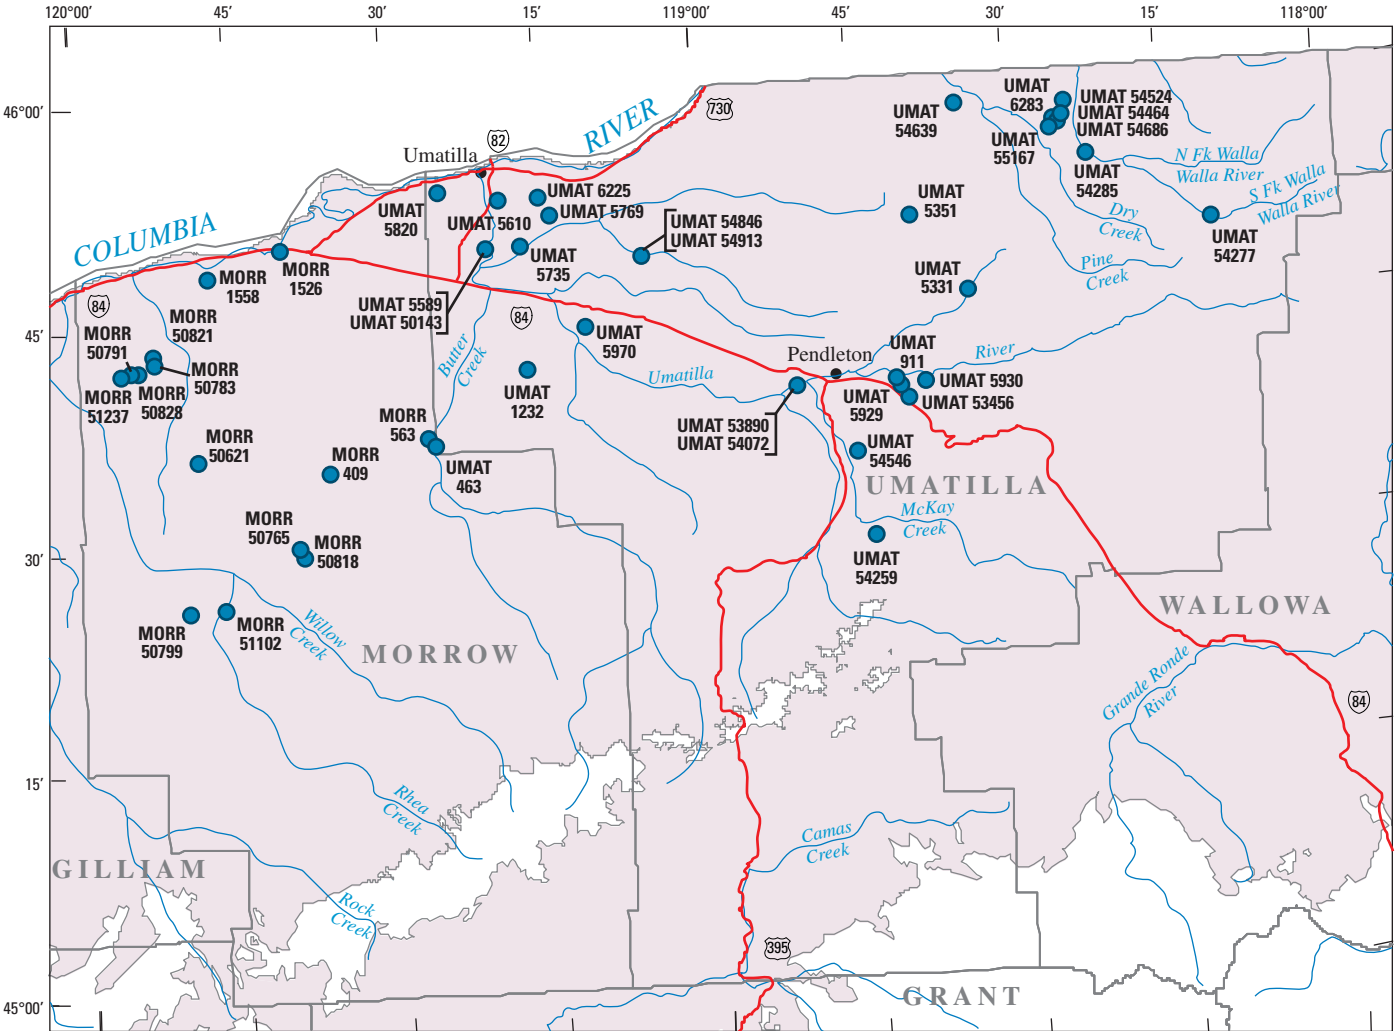 120°00′
45′
30′
15′
119°00′
45′
30′
15′
118°00′
46°00′
45′
30′
15′
45°00′
COLUMBIA
RIVER
730
82
84
84
84
395
Umatilla
Pendleton
UMAT
6283
UMAT 54524
UMAT 54464
UMAT 54686
UMAT
54639
UMAT
55167
UMAT
54285
N Fk Walla
Walla River
S Fk Walla
Walla River
UMAT
54277
UMAT
5820
UMAT 5610
UMAT 6225
UMAT 5769
UMAT
5735
UMAT 54846
UMAT 54913
UMAT
5351
Dry
Creek
Pine
Creek
UMAT
5331
MORR
1558
MORR
1526
UMAT 5589
UMAT 50143
MORR
50821
MORR
50791
MORR
50783
MORR
51237
MORR
50828
Butter
Creek
UMAT
1232
UMAT
5970
Umatilla
River
UMAT
911
UMAT 5930
UMAT
5929
UMAT 53456
UMAT 53890
UMAT 54072
MORR
563
UMAT
463
MORR
50621
MORR
409
UMAT
54546
UMATILLA
McKay
Creek
MORR
50765
MORR
50818
UMAT
54259
MORR
50799
MORR
51102
Willow
Creek
MORROW
WALLOWA
Grande Ronde
River
Rhea
Creek
Camas
Creek
GILLIAM
Rock
Creek
GRANT